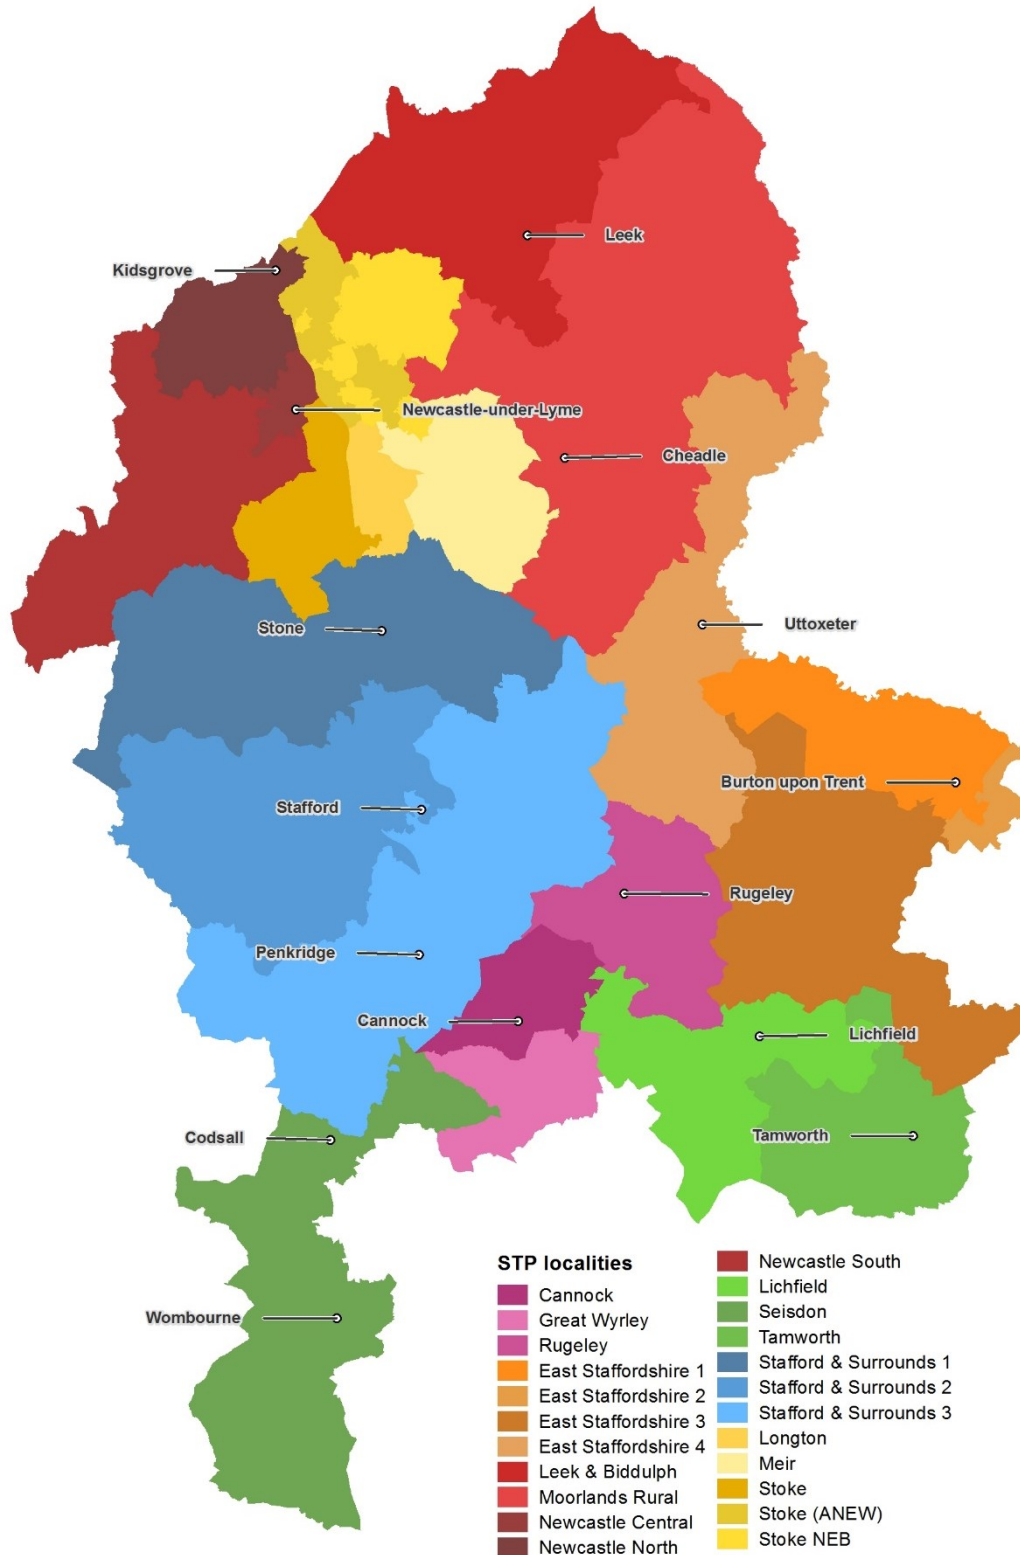 Leek
Kidsgrove
Newcastle-under-Lyme
Cheadle
Stone
Uttoxeter
Burton upon Trent
Stafford
Rugeley
Penkridge
Cannock
Lichfield
Codsall
Tamworth
Wombourne
STP localities
Cannock
Great Wyrley
Rugeley
East Staffordshire 1
East Staffordshire 2
East Staffordshire 3
East Staffordshire 4
Leek & Biddulph
Moorlands Rural
Newcastle Central
Newcastle North
Newcastle South
Lichfield
Seisdon
Tamworth
Stafford & Surrounds 1
Stafford & Surrounds 2
Stafford & Surrounds 3
Longton
Meir
Stoke
Stoke (ANEW)
Stoke NEB